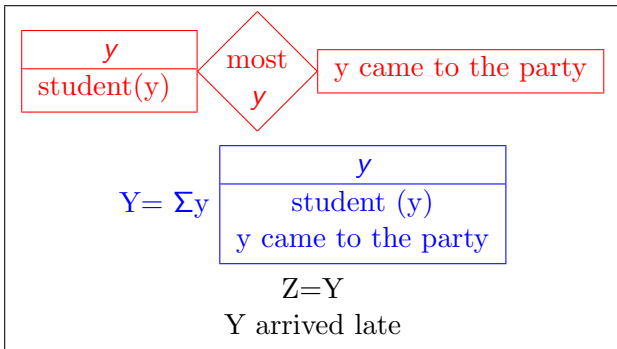 y
student(y)
most
y
y came to the party
Y= Σy
y
student (y)
y came to the party
Z=Y
Y arrived late